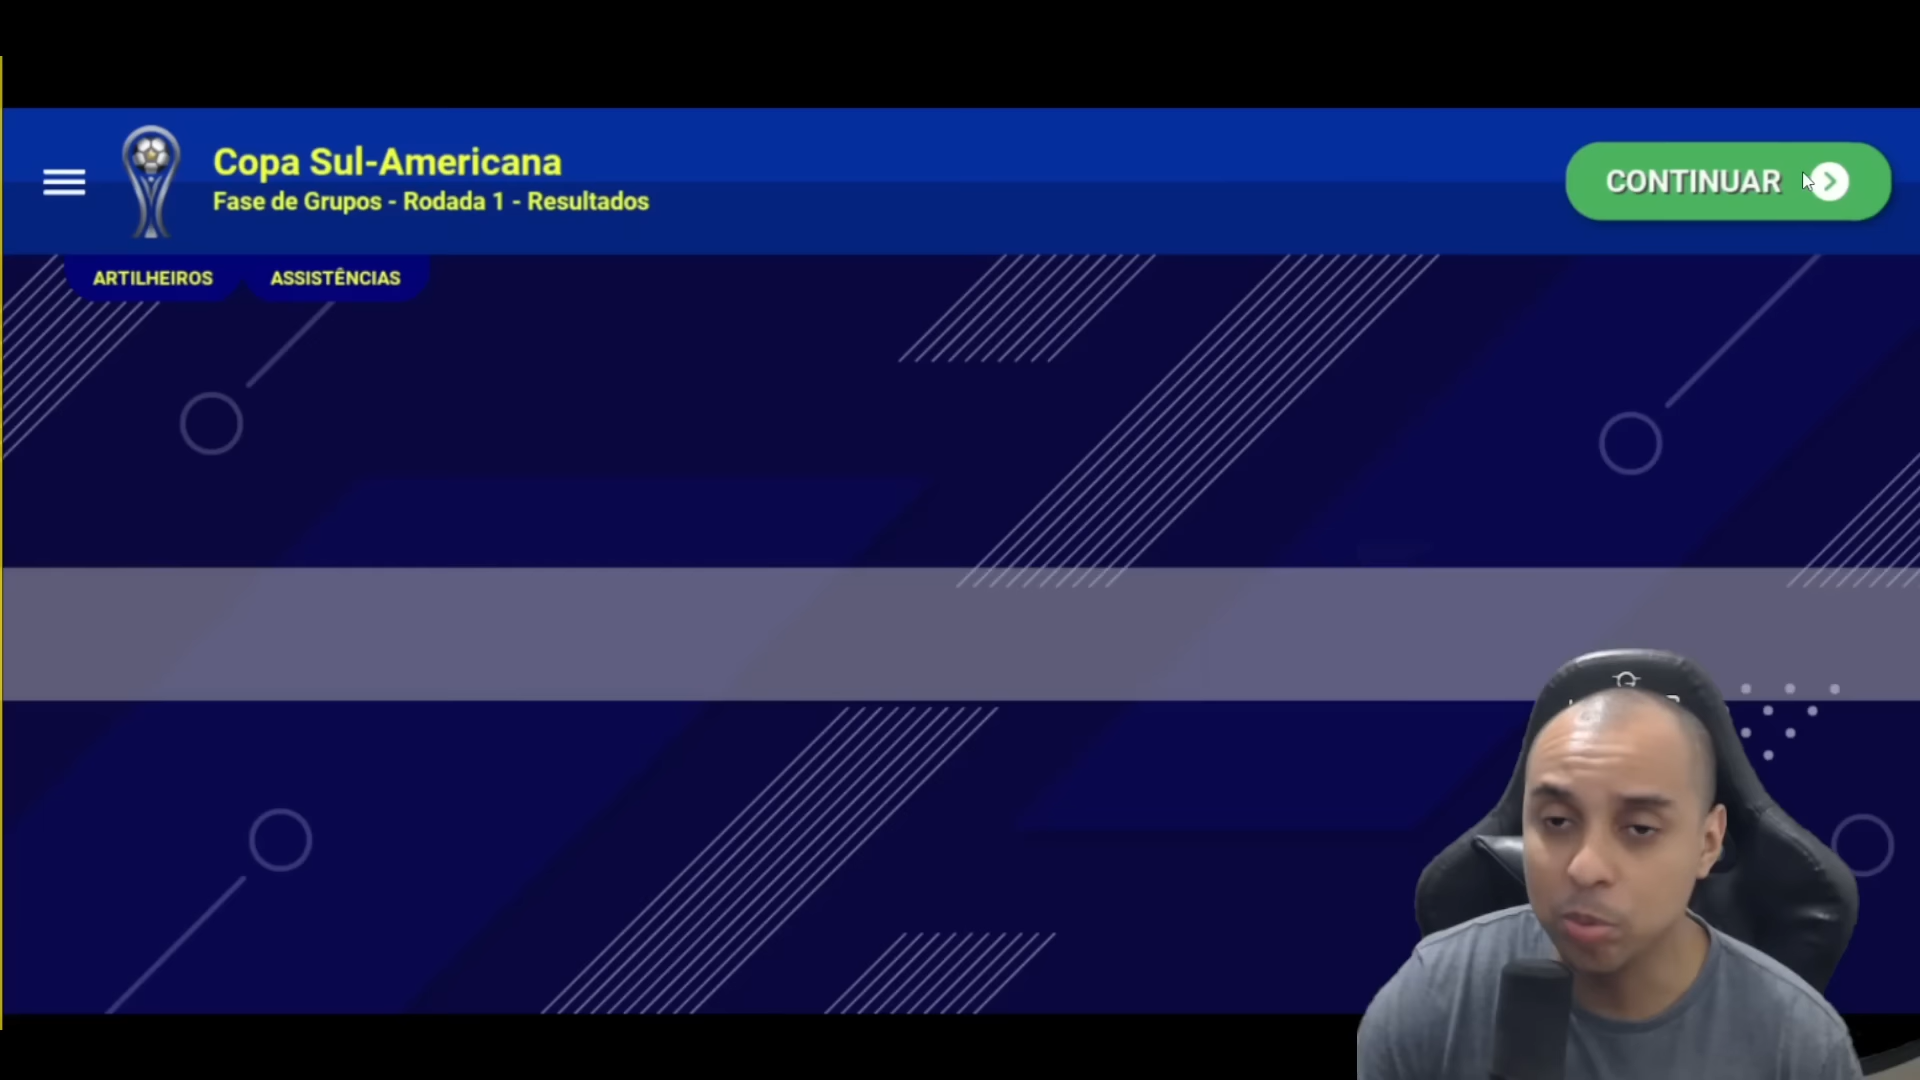 Copa Sul-Americana
Fase de Grupos - Rodada 1 - Resultados
CONTINUAR
ARTILHEIROS
ASSISTÊNCIAS